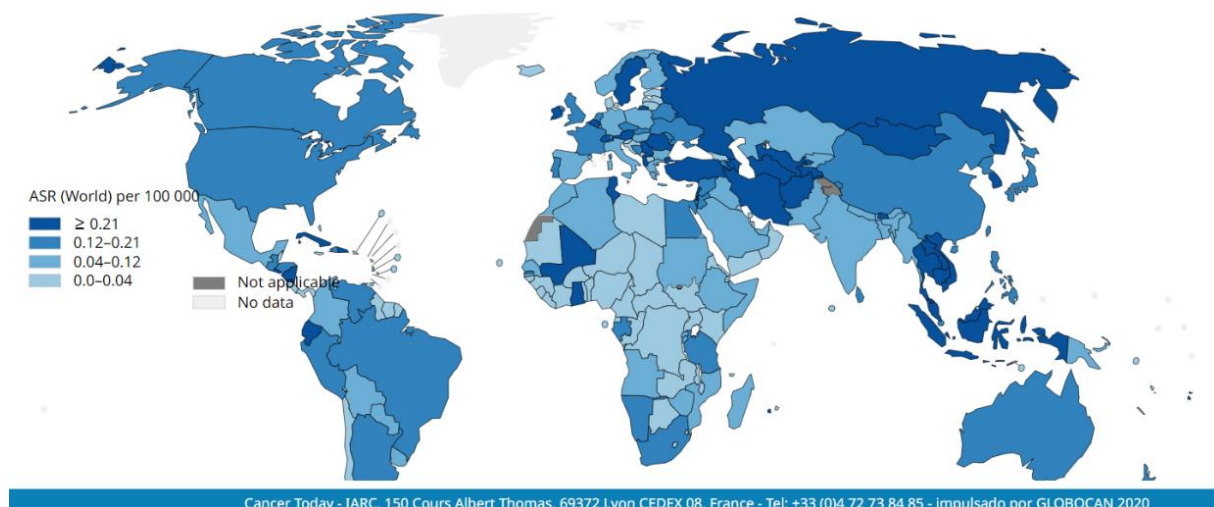 ASR (World) per 100 000
≥ 0.21
0.12–0.21
0.04–0.12
0.0–0.04
Not applicable
No data
Cancer Today - IARC, 150 Cours Albert Thomas, 69372 Lyon CEDEX 08, France - Tel: +33 (0)4 72 73 84 85 - impulsado por GLOBOCAN 2020